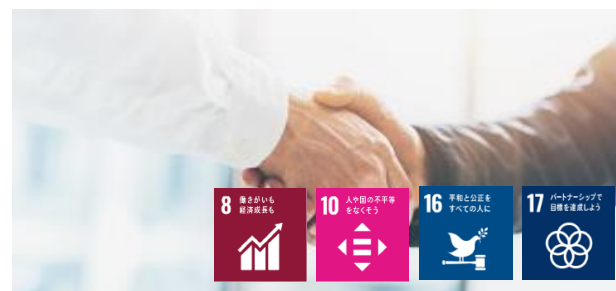 8 働きがいも
経済成長も
10 人や国の不平等
をなくそう
16 平和と公正を
すべての人に
17 パートナーシップで
目標を達成しよう